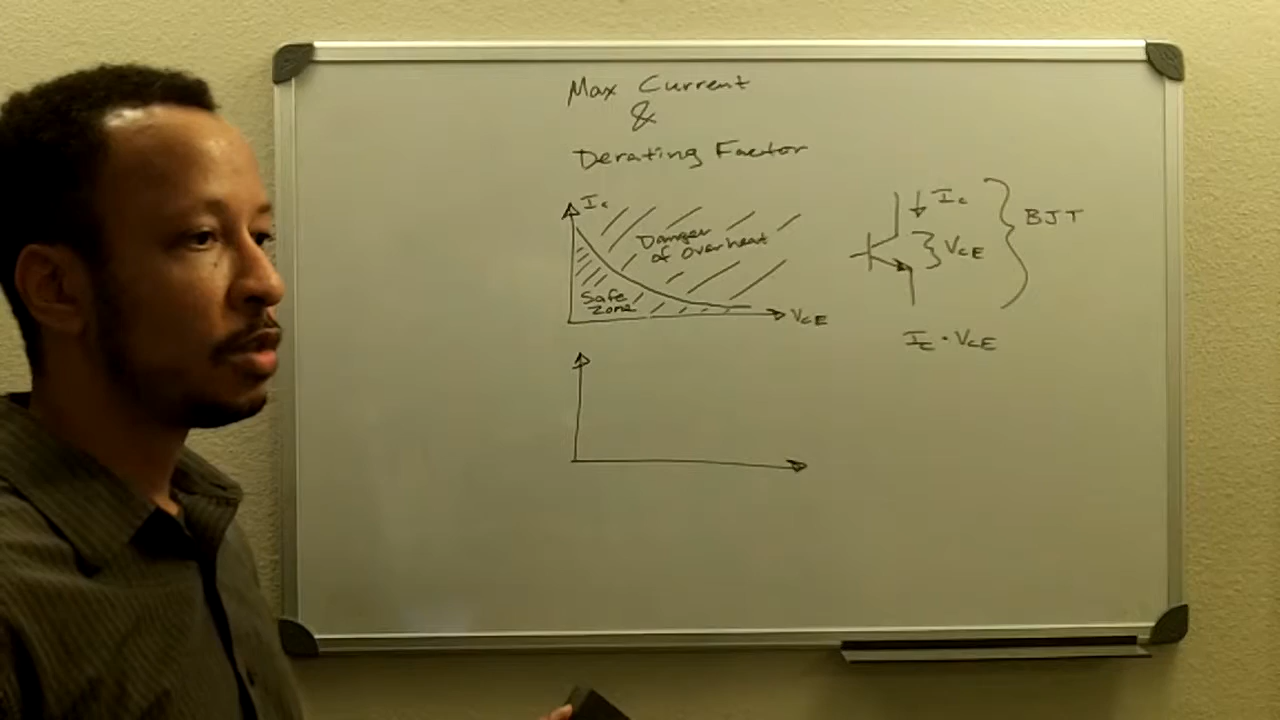 Max Current
&
Derating Factor
Ic
Danger
of Overheat
Safe
Zone
VCE
Ic
VCE
BJT
Ic · VCE